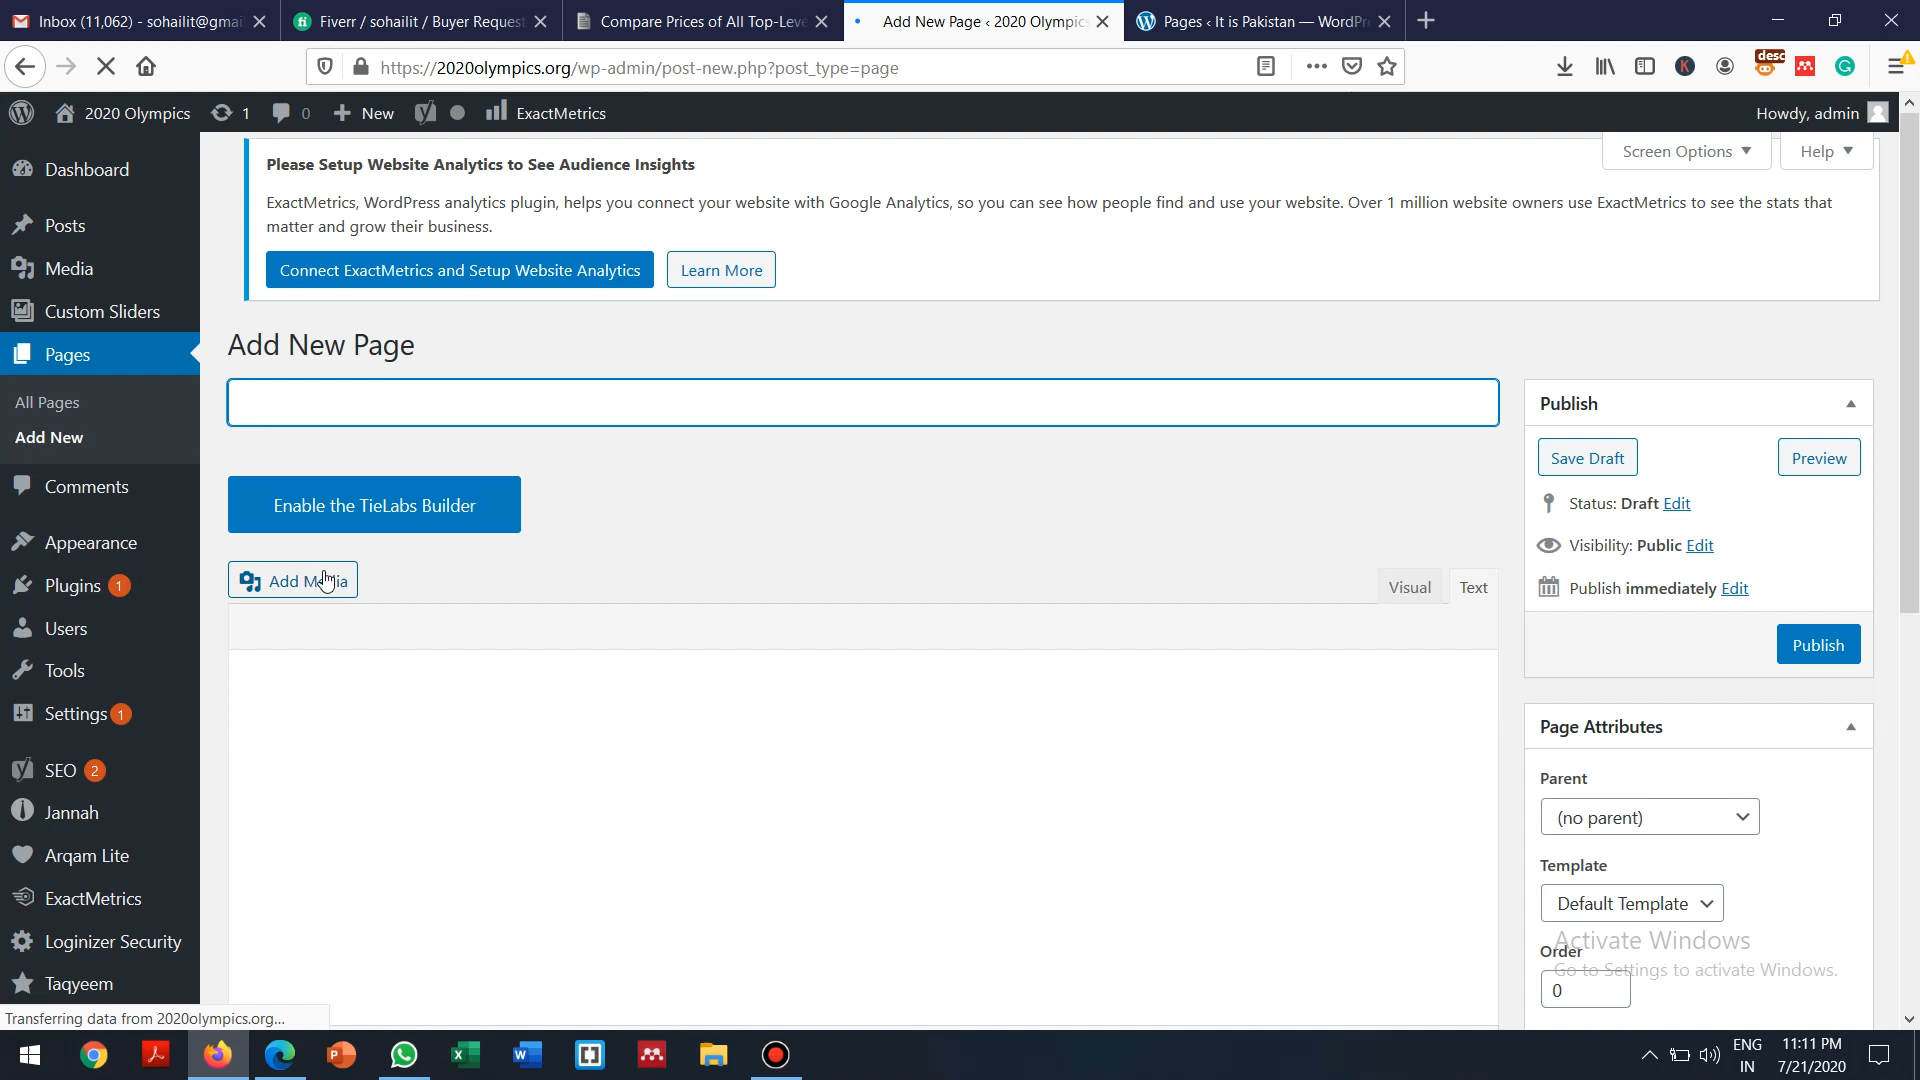 Inbox (11,062) - sohailit@gmai
Fiverr / sohailit / Buyer Request
Compare Prices of All Top-Leve
Add New Page ‹ 2020 Olympics
Pages ‹ It is Pakistan — WordPr
https://2020olympics.org/wp-admin/post-new.php?post_type=page
desc
2020 Olympics
1
0
New
ExactMetrics
Howdy, admin
Screen Options
Help
Please Setup Website Analytics to See Audience Insights
ExactMetrics, WordPress analytics plugin, helps you connect your website with Google Analytics, so you can see how people find and use your website. Over 1 million website owners use ExactMetrics to see the stats that
matter and grow their business.
Connect ExactMetrics and Setup Website Analytics
Learn More
Dashboard
Posts
Media
Custom Sliders
Pages
All Pages
Add New
Comments
Appearance
Plugins 1
Users
Tools
Settings 1
SEO 2
Jannah
Arqam Lite
ExactMetrics
Loginizer Security
Taqyeem
Add New Page
Enable the TieLabs Builder
Add Media
Visual
Text
Publish
Save Draft
Preview
Status: Draft Edit
Visibility: Public Edit
Publish immediately Edit
Publish
Page Attributes
Parent
(no parent)
Template
Default Template
Order
0
Activate Windows
Go to Settings to activate Windows.
Transferring data from 2020olympics.org...
ENG
IN
11:11 PM
7/21/2020